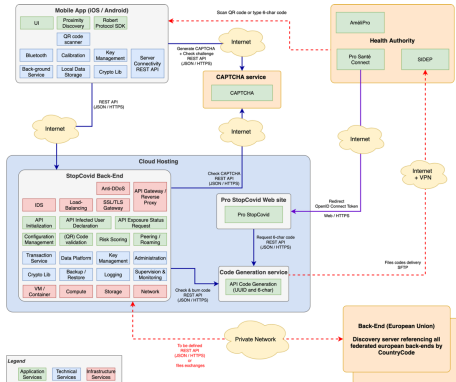 Mobile App (iOS / Android)
UI
Proximity
Discovery
Robert
Protocol SDK
QR code
scanner
Bluetooth
Calibration
Key
Management
Server
Connectivity
REST API
Back-ground
Service
Local Data
Storage
Crypto Lib
Scan QR code or type 6-char code
Generate CAPTCHA
+ Check challenge
REST API
(JSON / HTTPS)
Internet
CAPTCHA service
CAPTCHA
Health Authority
AméliPro
Pro Santé
Connect
SIDEP
REST API
(JSON / HTTPS)
Internet
Internet
Internet
Internet
+ VPN
Cloud Hosting
StopCovid Back-End
Anti-DDoS
API Gateway /
Reverse
Proxy
IDS
Load-
Balancing
SSL/TLS
Gateway
API
Initialization
API Infected User
Declaration
API Exposure Status
Request
Configuration
Management
(QR) Code
validation
Risk Scoring
Peering /
Roaming
Transaction
Service
Data Platform
Key
Management
Administration
Crypto Lib
Backup /
Restore
Logging
Supervision &
Monitoring
VM /
Container
Compute
Storage
Network
Check CAPTCHA
REST API
(JSON / HTTPS)
Pro StopCovid Web site
Pro StopCovid
Redirect
OpenID Connect Token
Web / HTTPS
Request 6-char code
REST API
(JSON / HTTPS)
Code Generation service
API Code Generation
(UUID and 6-char)
Check & burn code
REST API
(JSON / HTTPS)
Files codes delivery
SFTP
To be defined
REST API
(JSON / HTTPS)
or
files exchanges
Private Network
Back-End (European Union)
Discovery server referencing all
federated european back-ends by
CountryCode
Legend
Application
Services
Technical
Services
Infrastructure
Services